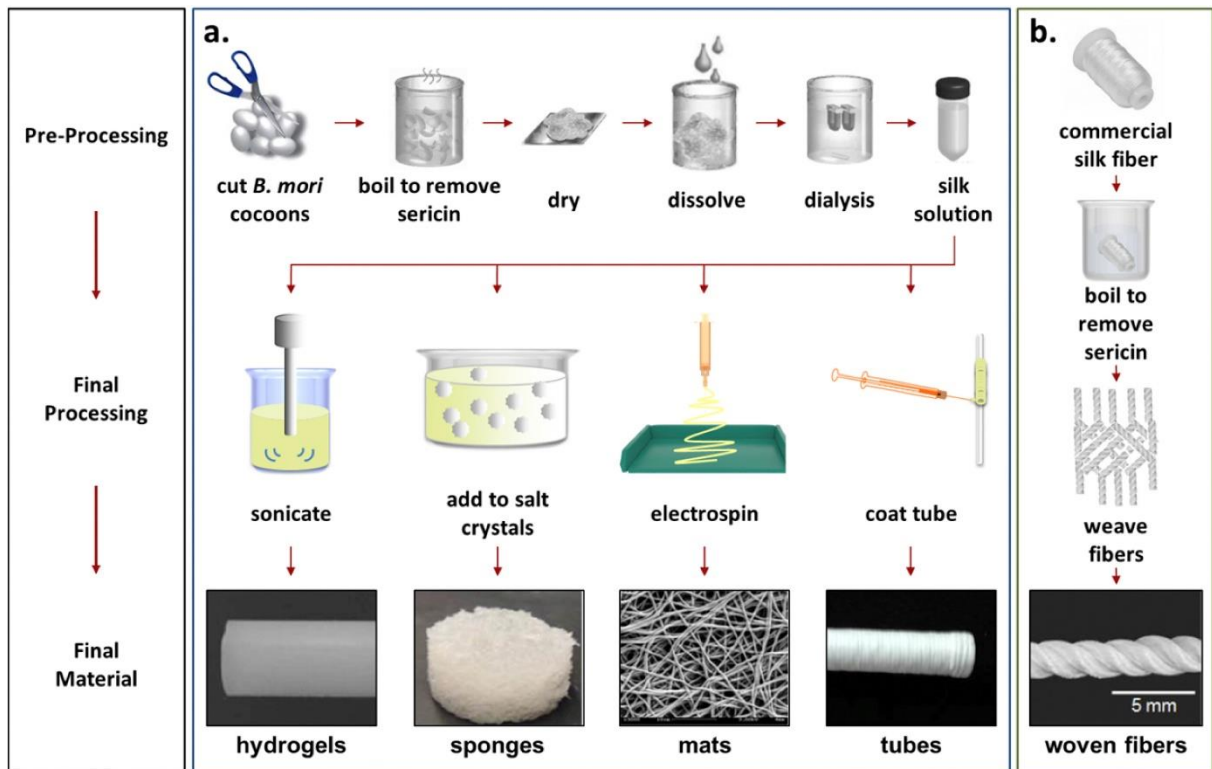 Pre-Processing
Final
Processing
Final
Material
a.
cut B. mori
cocoons
boil to remove
sericin
dry
dissolve
dialysis
silk
solution
sonicate
add to salt
crystals
electrospin
coat tube
hydrogels
sponges
mats
tubes
b.
commercial
silk fiber
boil to
remove
sericin
weave
fibers
5 mm
woven fibers